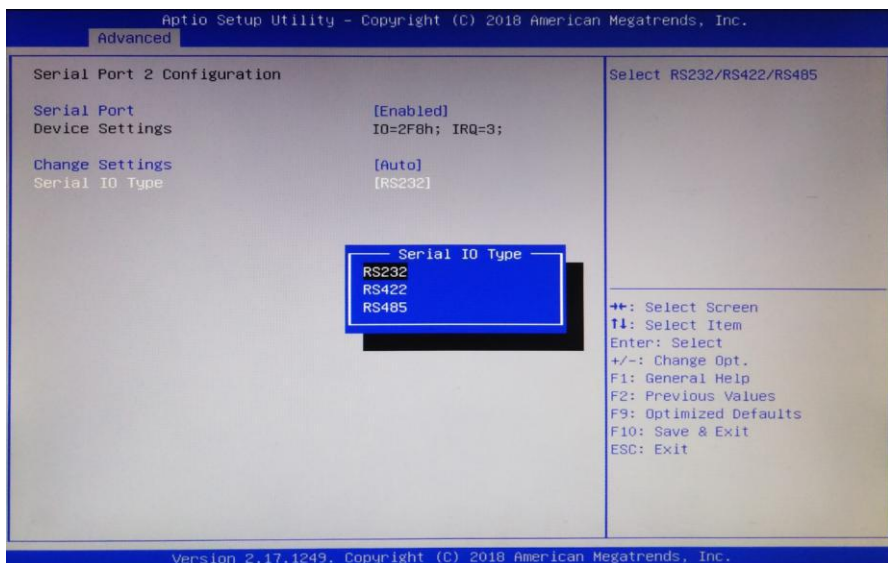 Aptio Setup Utility – Copyright (C) 2018 American Megatrends, Inc.
Advanced
Serial Port 2 Configuration
Serial Port [Enabled]
Device Settings IO=2F8h; IRQ=3;
Change Settings [Auto]
Serial IO Type [RS232]
Serial IO Type
RS232
RS422
RS485
Select RS232/RS422/RS485
→←: Select Screen
↑↓: Select Item
Enter: Select
+/-: Change Opt.
F1: General Help
F2: Previous Values
F9: Optimized Defaults
F10: Save & Exit
ESC: Exit
Version 2.17.1249. Copyright (C) 2018 American Megatrends, Inc.